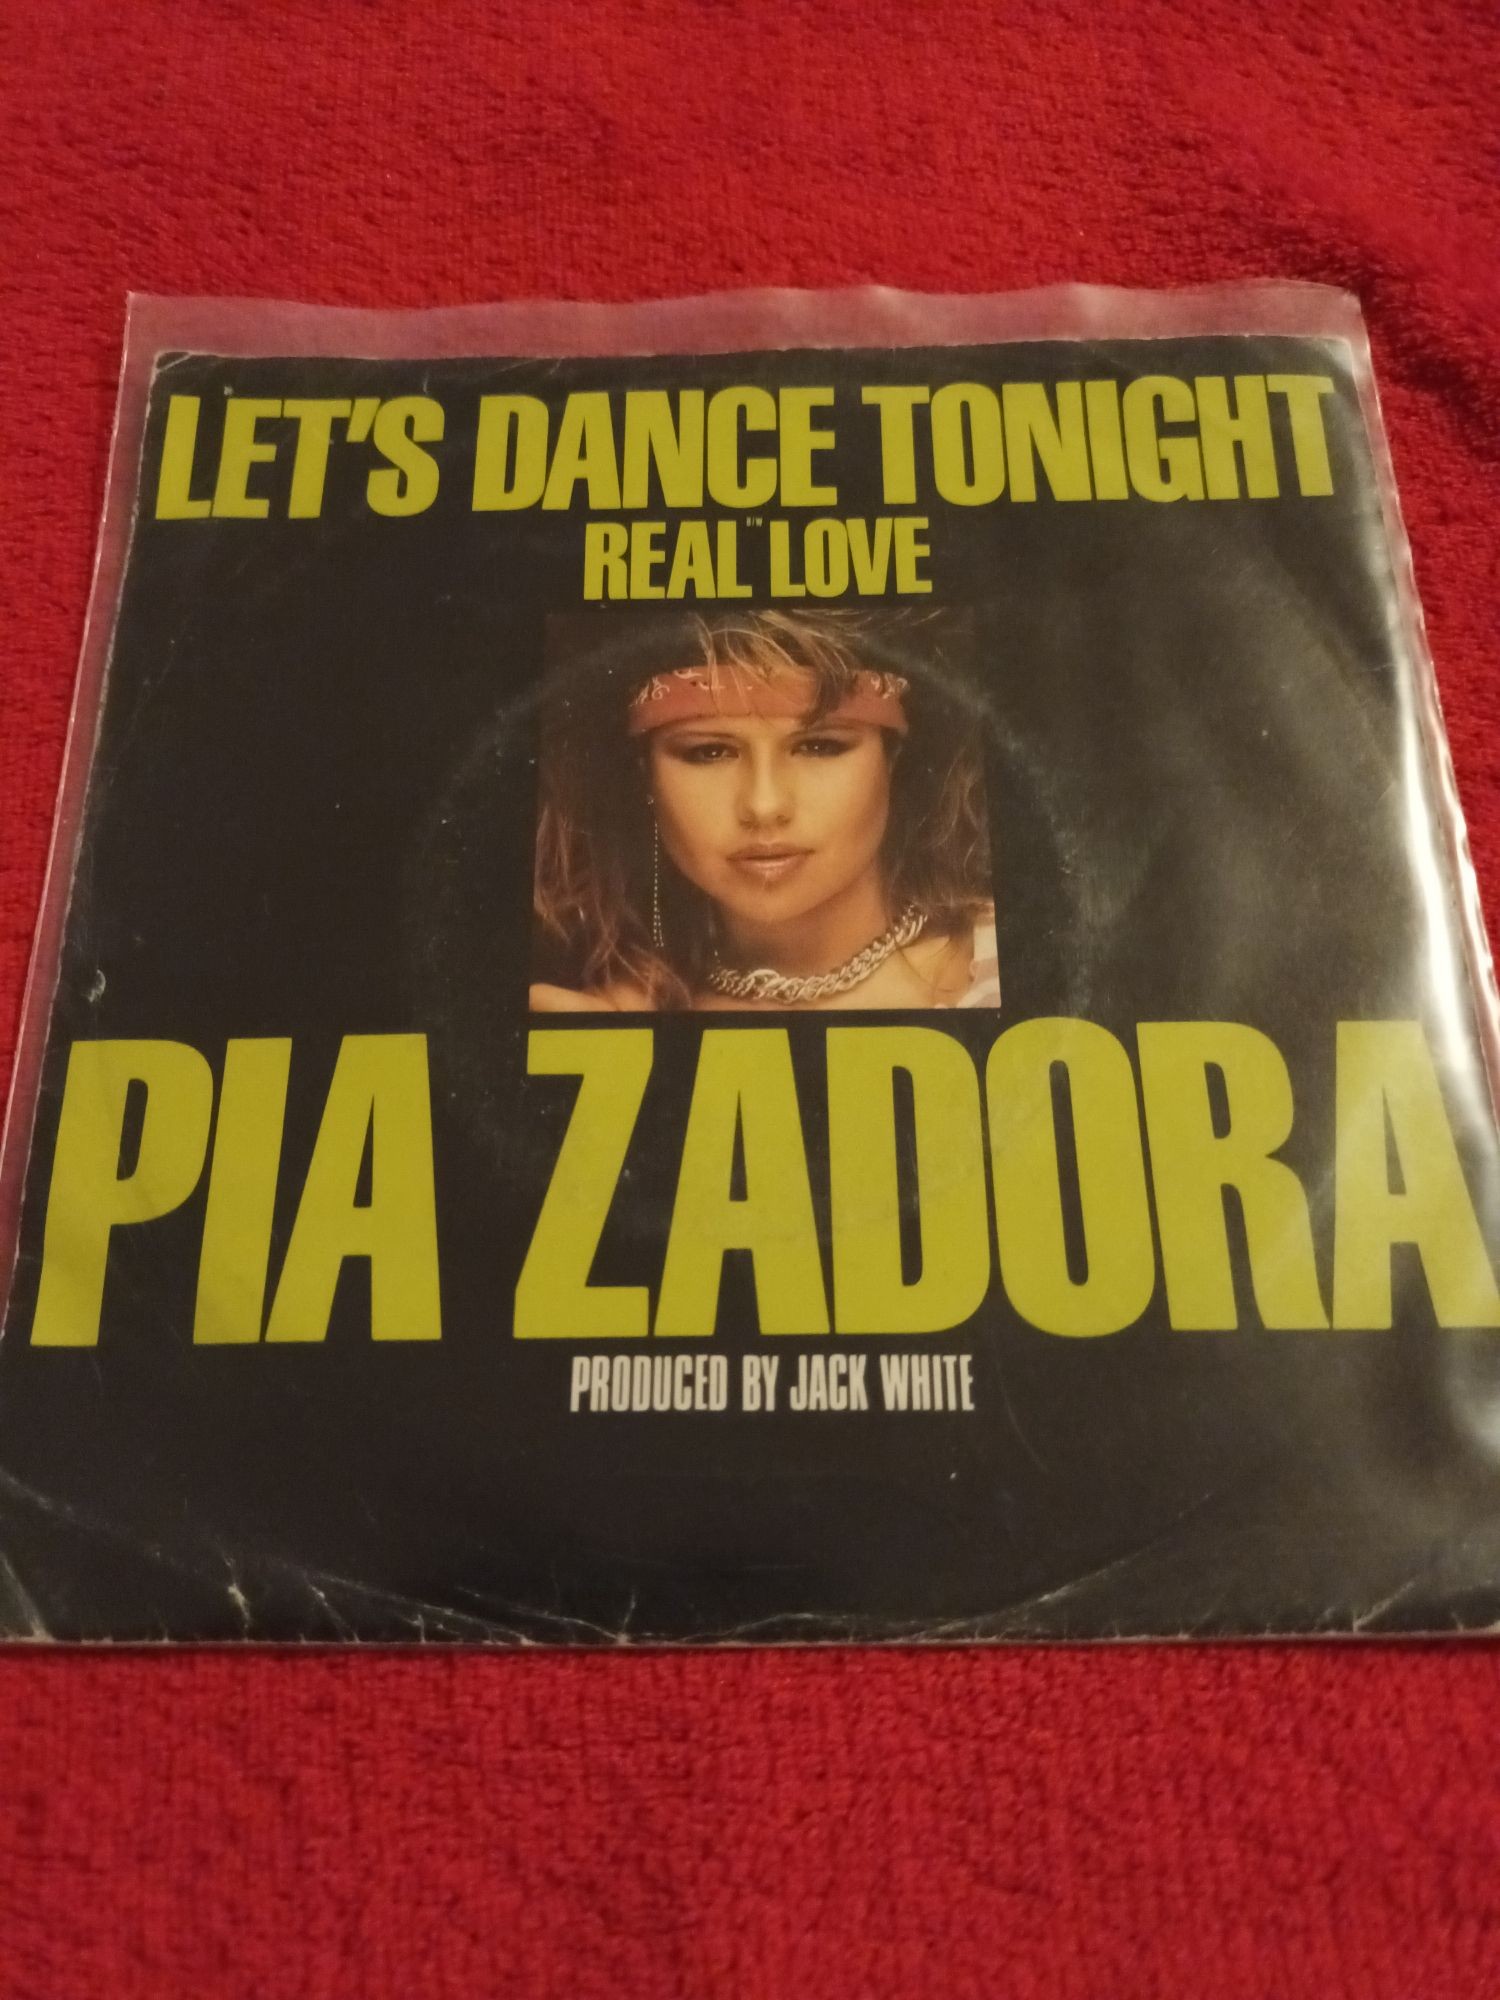 LET'S DANCE TONIGHT
B/W
REAL LOVE
PIA ZADORA
PRODUCED BY JACK WHITE